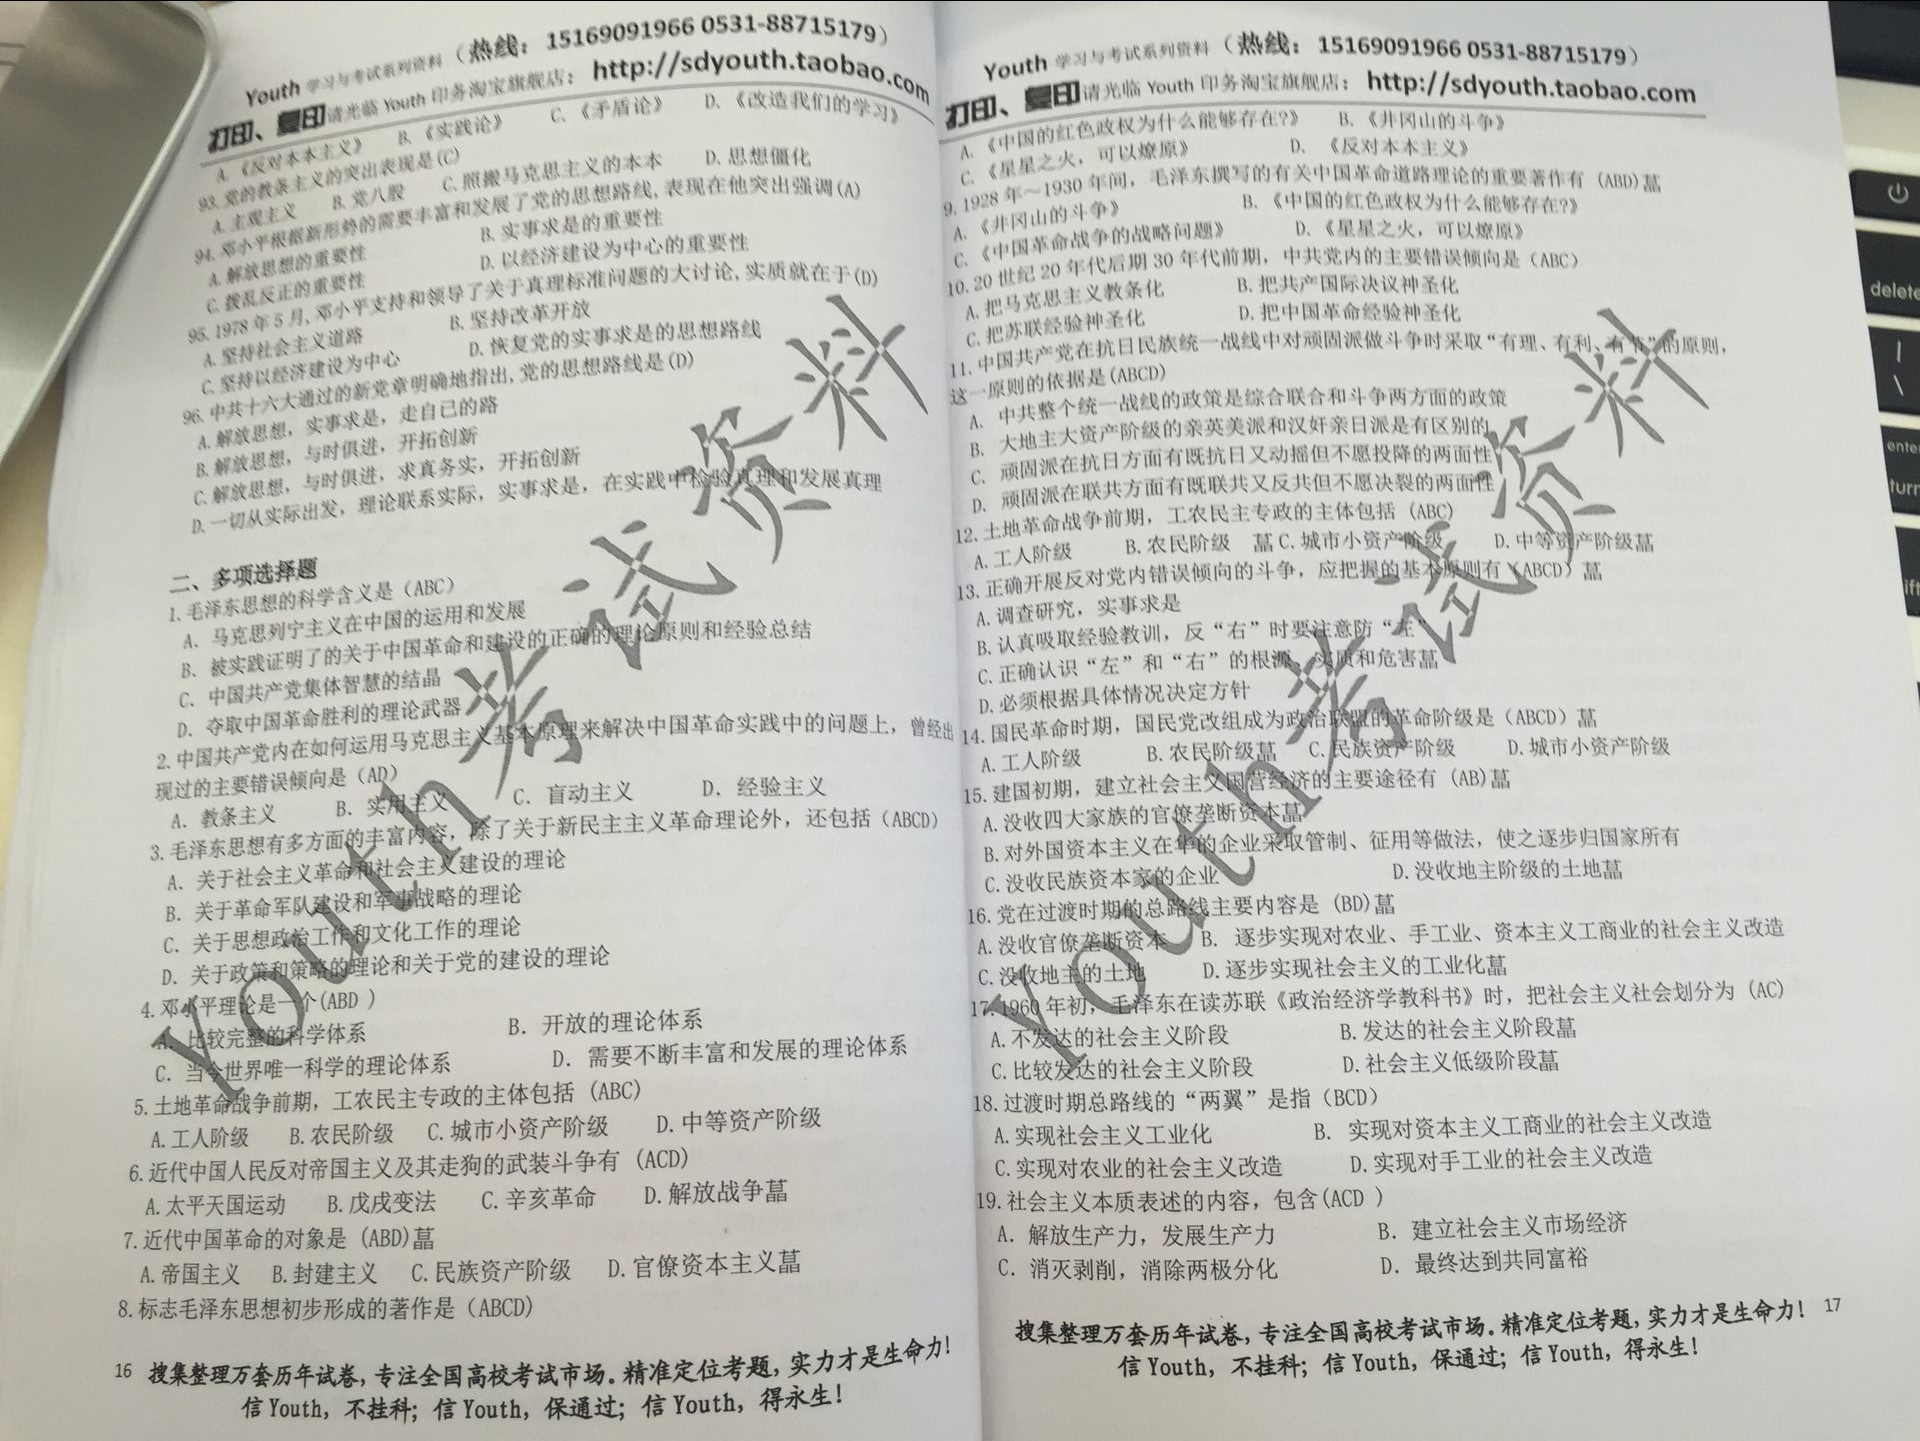 Youth 学习与考试系列资料（热线：15169091966 0531-88715179）
打印、复印请光临 Youth 印务淘宝旗舰店：http://sdyouth.taobao.com
A.《反对本本主义》 B.《实践论》 C.《矛盾论》 D.《改造我们的学习》
93.党的教条主义的突出表现是(C)
A.主观主义 B.党八股 C.照搬马克思主义的本本 D.思想僵化
94.邓小平根据新形势的需要丰富和发展了党的思想路线,表现在他突出强调(A)
A.解放思想的重要性 B.实事求是的重要性
C.拨乱反正的重要性 D.以经济建设为中心的重要性
95.1978年5月,邓小平支持和领导了关于真理标准问题的大讨论,实质就在于(D)
A.坚持社会主义道路 B.坚持改革开放
C.坚持以经济建设为中心 D.恢复党的实事求是的思想路线
96.中共十六大通过的新党章明确地指出,党的思想路线是(D)
A.解放思想，实事求是，走自己的路
B.解放思想，与时俱进，开拓创新
C.解放思想，与时俱进，求真务实，开拓创新
D.一切从实际出发，理论联系实际，实事求是，在实践中检验真理和发展真理
二、多项选择题
1.毛泽东思想的科学含义是（ABC）
A．马克思列宁主义在中国的运用和发展
B．被实践证明了的关于中国革命和建设的正确的理论原则和经验总结
C．中国共产党集体智慧的结晶
D．夺取中国革命胜利的理论武器
2.中国共产党内在如何运用马克思主义基本原理来解决中国革命实践中的问题上，曾经出
现过的主要错误倾向是（AD）
A．教条主义 B．实用主义 C．盲动主义 D．经验主义
3.毛泽东思想有多方面的丰富内容，除了关于新民主主义革命理论外，还包括（ABCD）
A．关于社会主义革命和社会主义建设的理论
B．关于革命军队建设和军事战略的理论
C．关于思想政治工作和文化工作的理论
D．关于政策和策略的理论和关于党的建设的理论
4.邓小平理论是一个(ABD )
A．比较完整的科学体系 B．开放的理论体系
C．当今世界唯一科学的理论体系 D．需要不断丰富和发展的理论体系
5.土地革命战争前期，工农民主专政的主体包括 (ABC)
A.工人阶级 B.农民阶级 C.城市小资产阶级 D.中等资产阶级
6.近代中国人民反对帝国主义及其走狗的武装斗争有 (ACD)
A.太平天国运动 B.戊戌变法 C.辛亥革命 D.解放战争蕌
7.近代中国革命的对象是 (ABD)蕌
A.帝国主义 B.封建主义 C.民族资产阶级 D.官僚资本主义蕌
8.标志毛泽东思想初步形成的著作是（ABCD)
16 搜集整理万套历年试卷，专注全国高校考试市场。精准定位考题，实力才是生命力！
信Youth，不挂科；信Youth，保通过；信Youth，得永生！
Youth 学习与考试系列资料（热线：15169091966 0531-88715179）
打印、复印请光临 Youth 印务淘宝旗舰店：http://sdyouth.taobao.com
A.《中国的红色政权为什么能够存在?》 B.《井冈山的斗争》
C.《星星之火，可以燎原》 D.《反对本本主义》
9.1928年～1930年间，毛泽东撰写的有关中国革命道路理论的重要著作有 (ABD)蕌
A.《井冈山的斗争》 B.《中国的红色政权为什么能够存在?》
C.《中国革命战争的战略问题》 D.《星星之火，可以燎原》
10.20世纪20年代后期30年代前期，中共党内的主要错误倾向是（ABC）
A.把马克思主义教条化 B.把共产国际决议神圣化
C.把苏联经验神圣化 D.把中国革命经验神圣化
11.中国共产党在抗日民族统一战线中对顽固派做斗争时采取“有理、有利、有节”的原则，
这一原则的依据是(ABCD)
A．中共整个统一战线的政策是综合联合和斗争两方面的政策
B．大地主大资产阶级的亲英美派和汉奸亲日派是有区别的
C．顽固派在抗日方面有既抗日又动摇但不愿投降的两面性
D．顽固派在联共方面有既联共又反共但不愿决裂的两面性
12.土地革命战争前期，工农民主专政的主体包括 (ABC)
A.工人阶级 B.农民阶级 蕌 C.城市小资产阶级 D.中等资产阶级蕌
13.正确开展反对党内错误倾向的斗争，应把握的基本原则有（ABCD）蕌
A.调查研究，实事求是
B.认真吸取经验教训，反“右”时要注意防“左”
C.正确认识“左”和“右”的根源、实质和危害蕌
D.必须根据具体情况决定方针
14.国民革命时期，国民党改组成为政治联盟的革命阶级是（ABCD）蕌
A.工人阶级 B.农民阶级蕌 C.民族资产阶级 D.城市小资产阶级
15.建国初期，建立社会主义国营经济的主要途径有 (AB)蕌
A.没收四大家族的官僚垄断资本蕌
B.对外国资本主义在华的企业采取管制、征用等做法，使之逐步归国家所有
C.没收民族资本家的企业 D.没收地主阶级的土地蕌
16.党在过渡时期的总路线主要内容是 (BD)蕌
A.没收官僚垄断资本 B．逐步实现对农业、手工业、资本主义工商业的社会主义改造
C.没收地主的土地 D.逐步实现社会主义的工业化蕌
17.1960年初，毛泽东在读苏联《政治经济学教科书》时，把社会主义社会划分为 (AC)
A.不发达的社会主义阶段 B.发达的社会主义阶段蕌
C.比较发达的社会主义阶段 D.社会主义低级阶段蕌
18.过渡时期总路线的“两翼”是指（BCD）
A.实现社会主义工业化 B．实现对资本主义工商业的社会主义改造
C.实现对农业的社会主义改造 D.实现对手工业的社会主义改造
19.社会主义本质表述的内容，包含(ACD )
A．解放生产力，发展生产力 B．建立社会主义市场经济
C．消灭剥削，消除两极分化 D．最终达到共同富裕
搜集整理万套历年试卷，专注全国高校考试市场。精准定位考题，实力才是生命力！ 17
信Youth，不挂科；信Youth，保通过；信Youth，得永生！
Youth考试资料
Youth考试资料
delete
enter